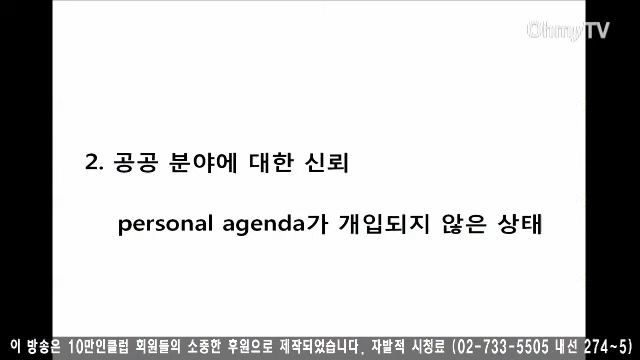 OhmyTV
2. 공공 분야에 대한 신뢰
personal agenda가 개입되지 않은 상태
이 방송은 10만인클럽 회원들의 소중한 후원으로 제작되었습니다. 자발적 시청료 (02-733-5505 내선 274~5)